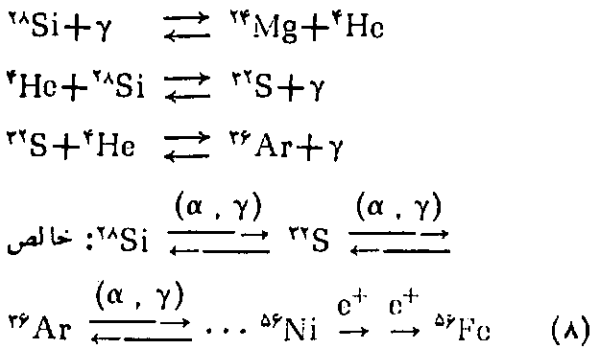 ²⁸Si+γ ⇄ ²⁴Mg+⁴He
⁴He+²⁸Si ⇄ ³²S+γ
³²S+⁴He ⇄ ³⁶Ar+γ
خالص: ²⁸Si ⇄ (α , γ) ³²S ⇄ (α , γ)
³⁶Ar ⇄ (α , γ) ... ⁵⁶Ni → e⁺ → e⁺ ⁵⁶Fe (۸)